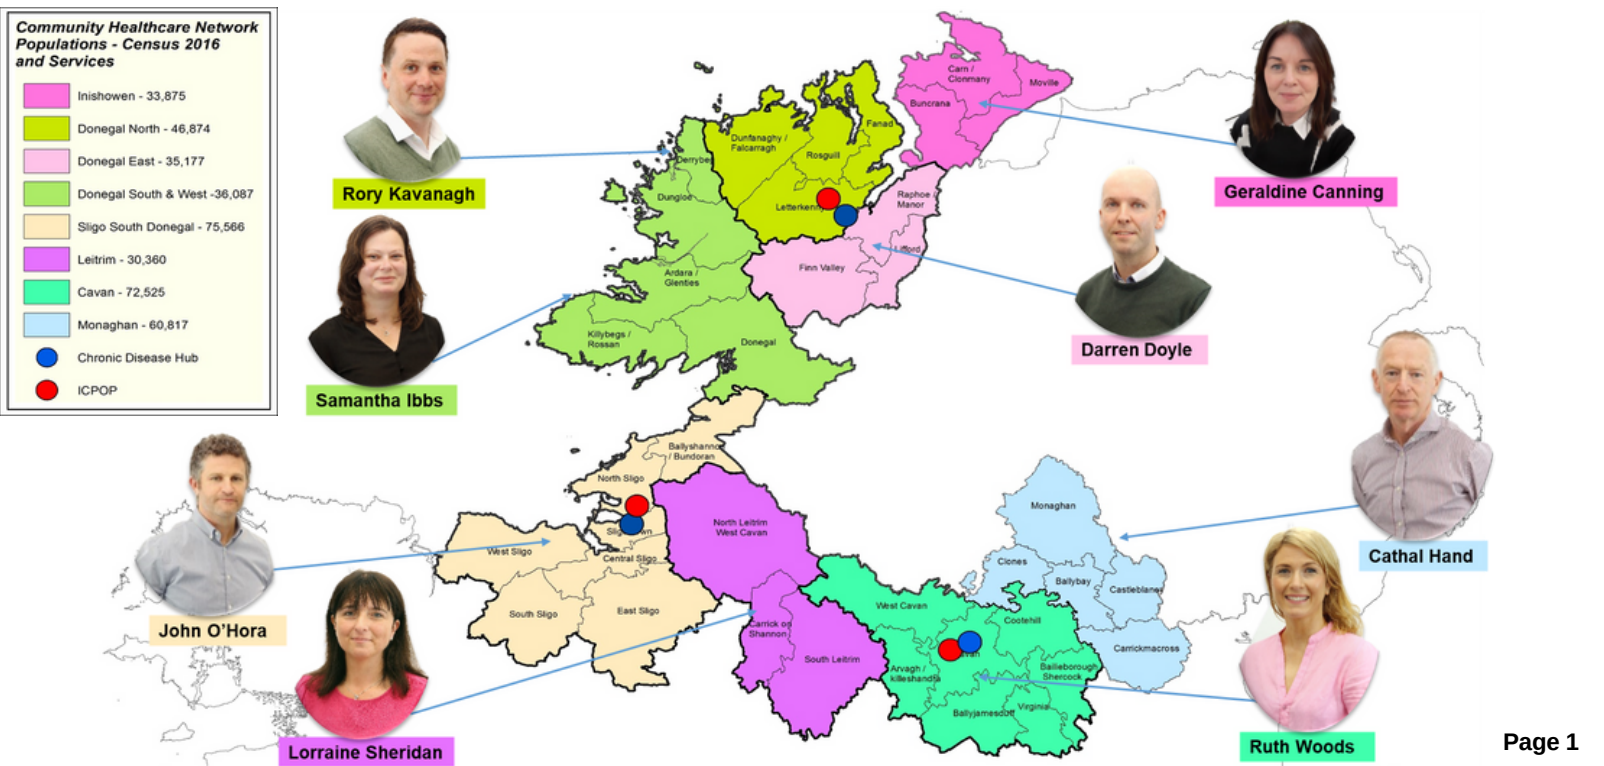 Community Healthcare Network
Populations - Census 2016
and Services
Inishowen - 33,875
Donegal North - 46,874
Donegal East - 35,177
Donegal South & West -36,087
Sligo South Donegal - 75,566
Leitrim - 30,360
Cavan - 72,525
Monaghan - 60,817
Chronic Disease Hub
ICPOP
Rory Kavanagh
Samantha Ibbs
Geraldine Canning
Darren Doyle
Carn /
Clonmany
Moville
Buncrana
Fanad
Dunfanaghy /
Falcarragh
Rosguill
Derrybeg
Dungloe
Letterkenny
Raphoe /
Manor
Lifford
Finn Valley
Ardara /
Glenties
Killybegs /
Rossan
Donegal
John O'Hora
Lorraine Sheridan
Cathal Hand
Ruth Woods
Ballyshannon
/ Bundoran
North Sligo
West Sligo
Central Sligo
South Sligo
East Sligo
North Leitrim
West Cavan
Carrick on
Shannon
South Leitrim
Monaghan
Clones
Ballybay
Castleblaney
Carrickmacross
West Cavan
Cootehill
Arvagh /
killeshandra
Bailieborough
Shercock
Ballyjamesduff
Virginia
Page 1